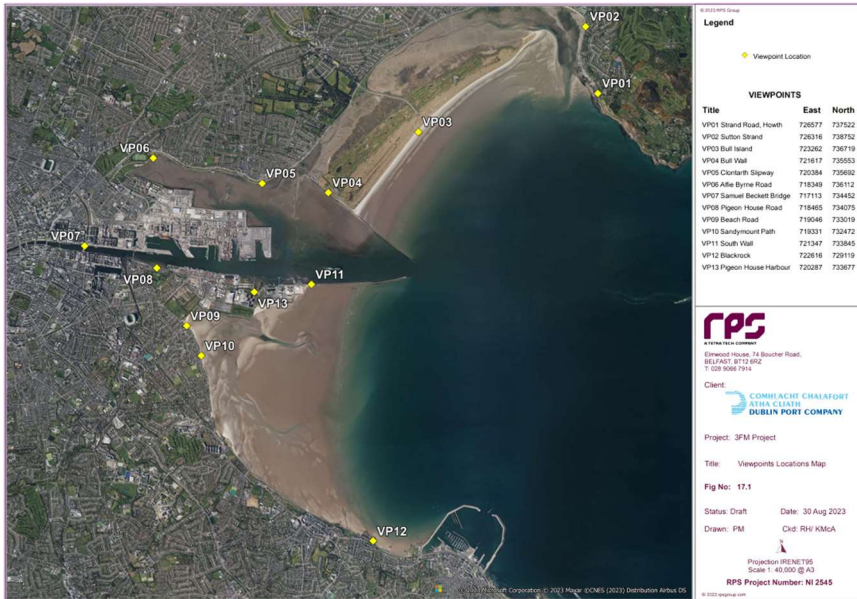 VP02
VP01
VP03
VP06
VP05
VP04
VP07
VP08
VP11
VP13
VP09
VP10
VP12
© 2023 Microsoft Corporation © 2023 Maxar ©CNES (2023) Distribution Airbus DS
© 2023 RPS Group
Legend
Viewpoint Location
VIEWPOINTS
Title East North
VP01 Strand Road, Howth 726577 737522
VP02 Sutton Strand 726316 738752
VP03 Bull Island 723262 736719
VP04 Bull Wall 721617 735553
VP05 Clontarth Slipway 720384 735692
VP06 Alfie Byrne Road 718349 736112
VP07 Samuel Beckett Bridge 717113 734452
VP08 Pigeon House Road 718465 734075
VP09 Beach Road 719046 733019
VP10 Sandymount Path 719331 732472
VP11 South Wall 721347 733845
VP12 Blackrock 722616 729119
VP13 Pigeon House Harbour 720287 733677
rps
A TETRA TECH COMPANY
Elmwood House, 74 Boucher Road,
BELFAST, BT12 6RZ
T: 028 9066 7914
Client:
COMHLACHT CHALAFORT
ÁTHA CLIATH
DUBLIN PORT COMPANY
Project: 3FM Project
Title: Viewpoints Locations Map
Fig No: 17.1
Status: Draft Date: 30 Aug 2023
Drawn: PM Ckd: RH/ KMcA
N
Projection IRENET95
Scale 1: 40,000 @ A3
RPS Project Number: NI 2545
© 2023 rpsgroup.com